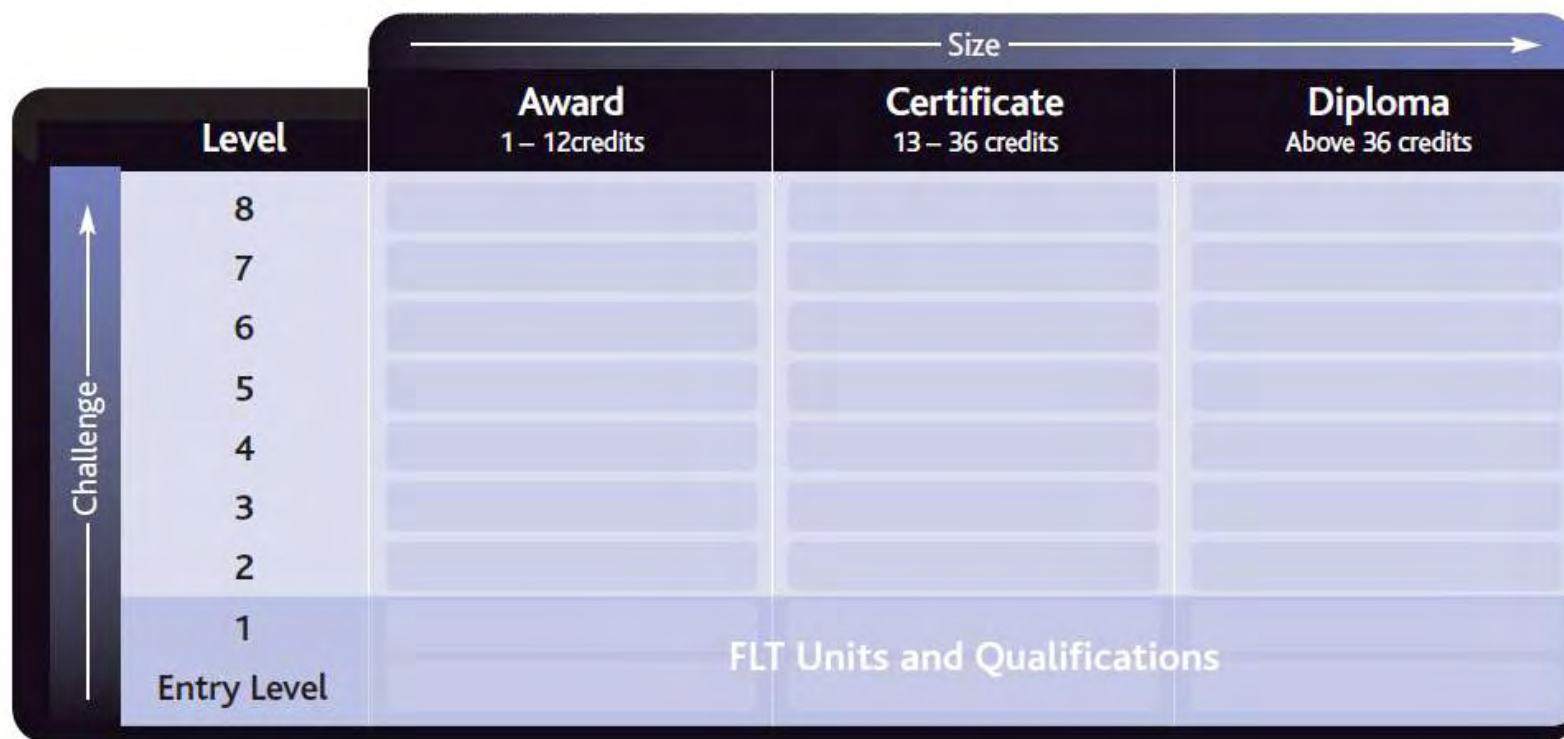 Size
Level
Award
1 – 12credits
Certificate
13 – 36 credits
Diploma
Above 36 credits
Challenge
8
7
6
5
4
3
2
1
Entry Level
FLT Units and Qualifications